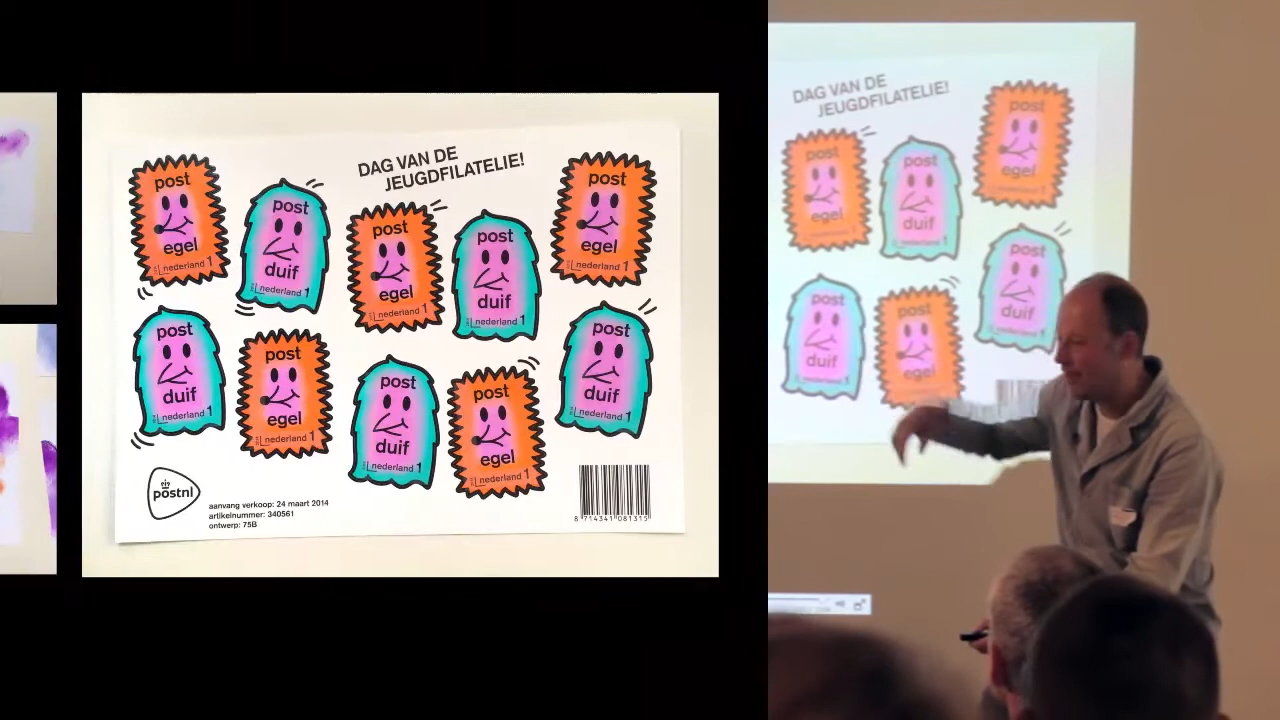 DAG VAN DE
JEUGDFILATELIE!
post
egel
nederland 1
post
duif
nederland 1
post
egel
nederland 1
post
duif
nederland 1
post
egel
nederland 1
post
duif
nederland 1
post
egel
nederland 1
post
duif
nederland 1
post
egel
nederland 1
post
duif
nederland 1
postnl
aanvang verkoop: 24 maart 2014
artikelnummer: 340561
ontwerp: 75B
8 714341 081315
DAG VAN DE
JEUGDFILATELIE!
post
egel
post
duif
post
egel
post
duif
post
egel
post
duif